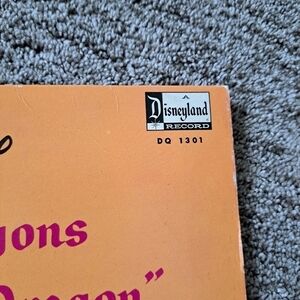 A
Disneyland
RECORD
DQ 1301
gons
Dragon"